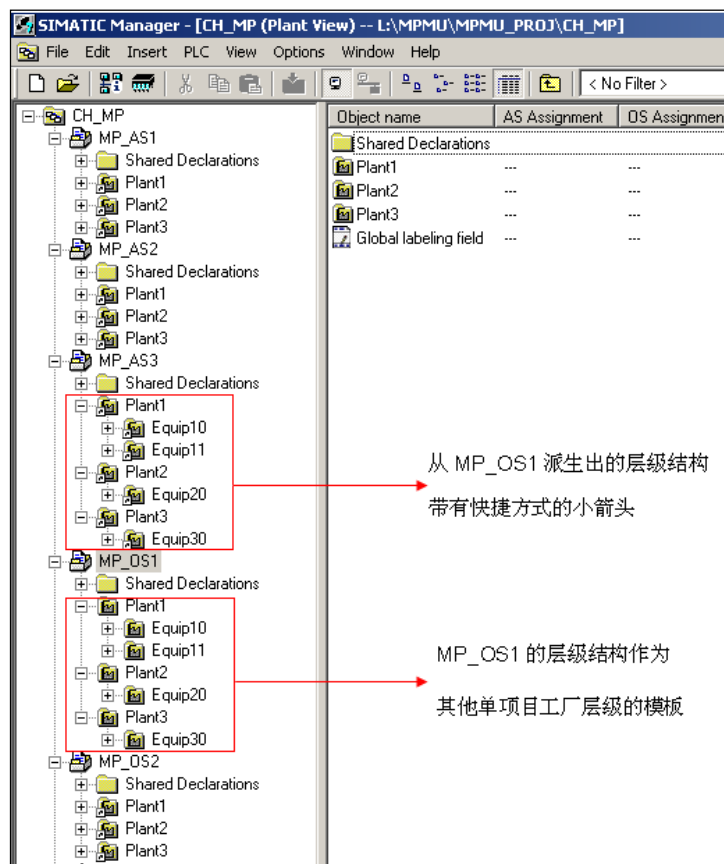 SIMATIC Manager - [CH_MP (Plant View) -- L:\MPMU\MPMU_PROJ\CH_MP]
File Edit Insert PLC View Options Window Help
< No Filter >
CH_MP
MP_AS1
Shared Declarations
Plant1
Plant2
Plant3
MP_AS2
Shared Declarations
Plant1
Plant2
Plant3
MP_AS3
Shared Declarations
Plant1
Equip10
Equip11
Plant2
Equip20
Plant3
Equip30
MP_OS1
Shared Declarations
Plant1
Equip10
Equip11
Plant2
Equip20
Plant3
Equip30
MP_OS2
Shared Declarations
Plant1
Plant2
Plant3
Object name AS Assignment OS Assignmen
Shared Declarations
Plant1 --- ---
Plant2 --- ---
Plant3 --- ---
Global labeling field --- ---
从 MP_OS1 派生出的层级结构
带有快捷方式的小箭头
MP_OS1 的层级结构作为
其他单项目工厂层级的模板